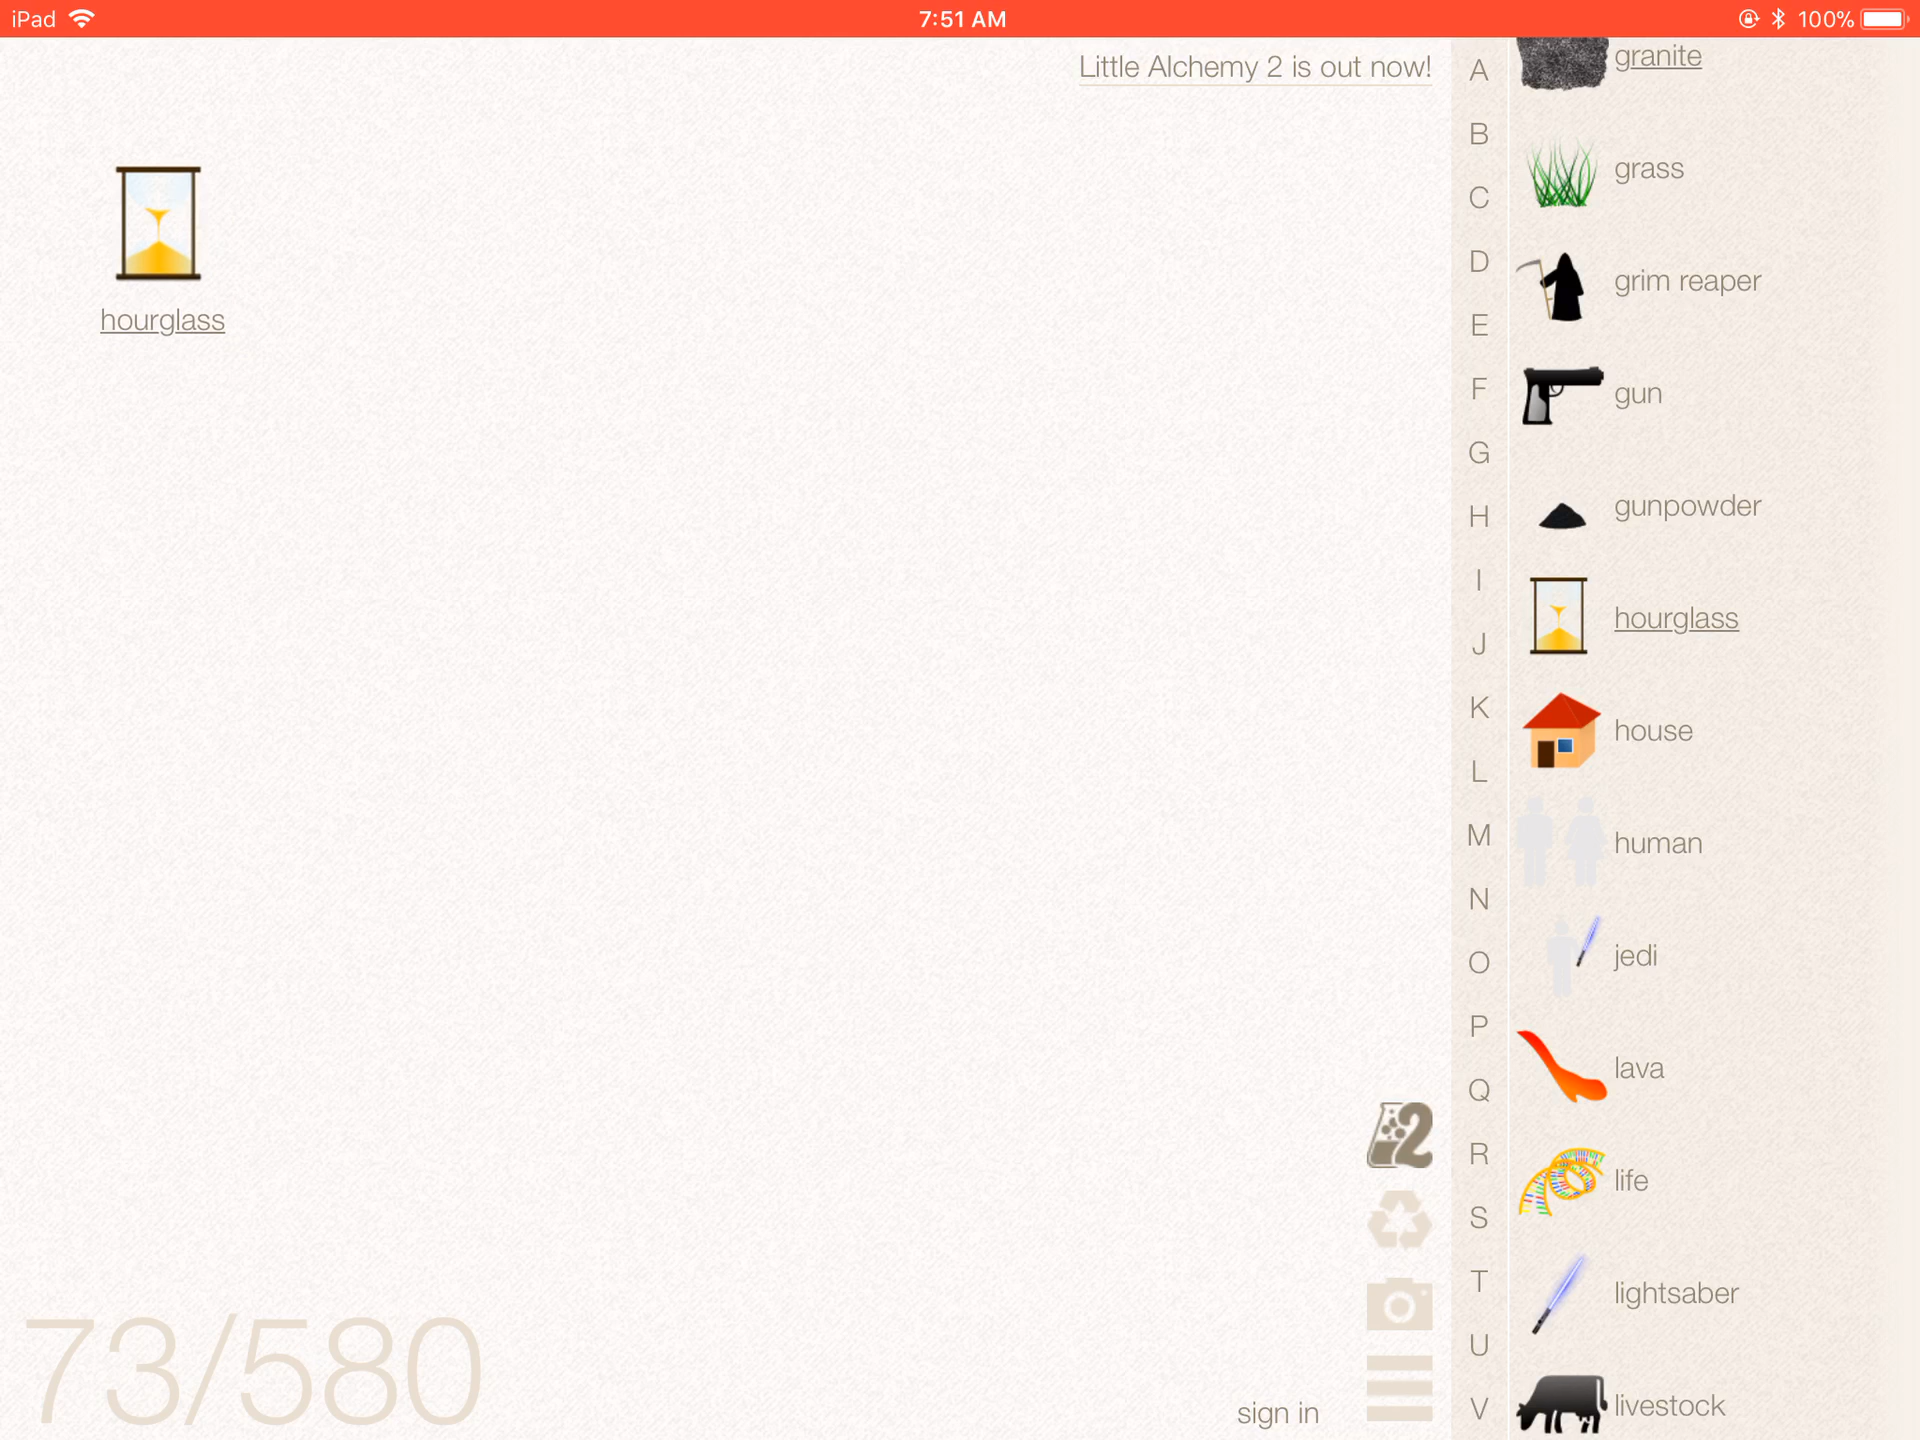 iPad
7:51 AM
100%
Little Alchemy 2 is out now!
hourglass
73/580
2
sign in
A
B
C
D
E
F
G
H
I
J
K
L
M
N
O
P
Q
R
S
T
U
V
granite
grass
grim reaper
gun
gunpowder
hourglass
house
human
jedi
lava
life
lightsaber
livestock